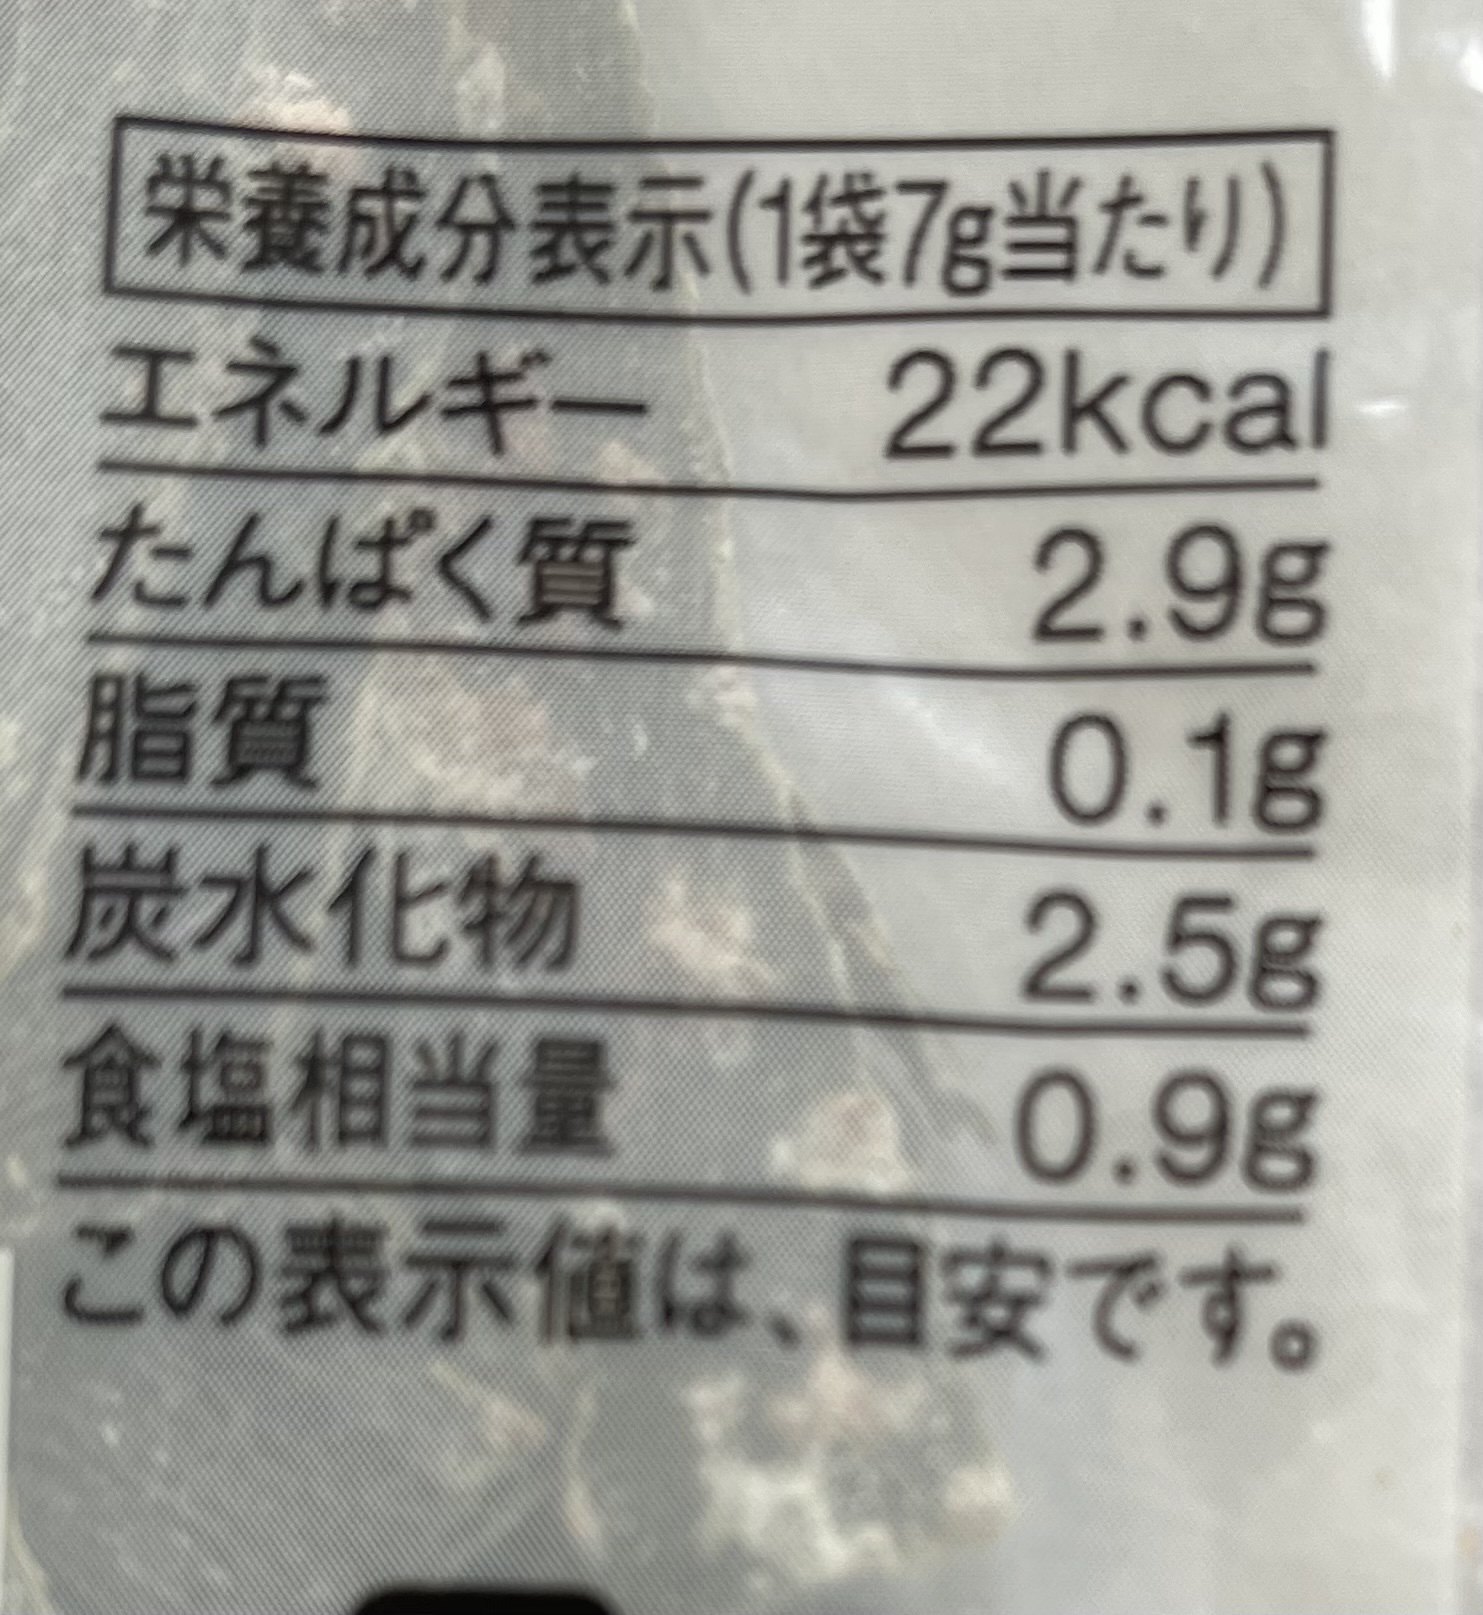 栄養成分表示(1袋7g当たり)
エネルギー 22kcal
たんぱく質 2.9g
脂質 0.1g
炭水化物 2.5g
食塩相当量 0.9g
この表示値は、目安です。